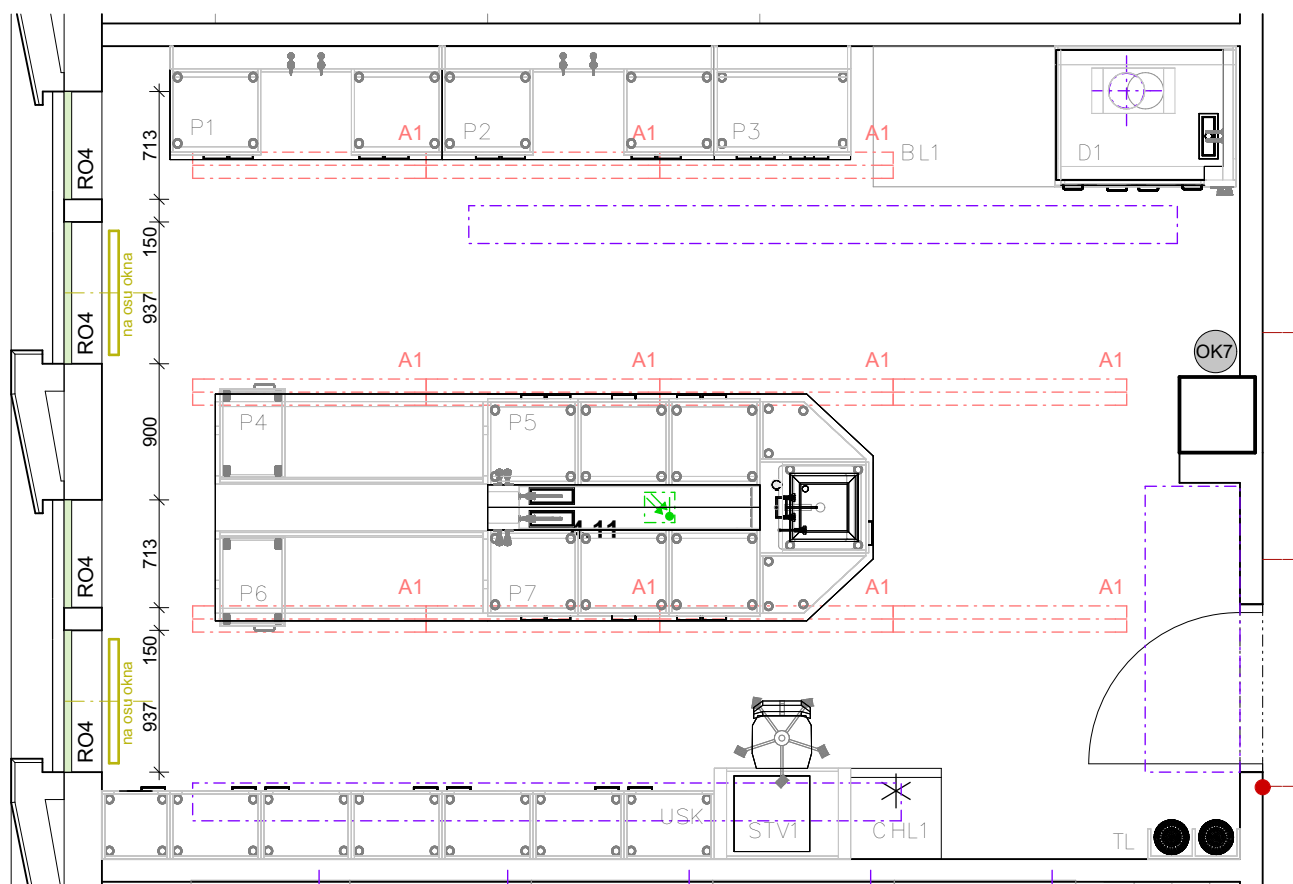 P1
A1
P2
A1
P3
A1
BL1
D1
713
RO4
150
na osu okna
RO4
937
OK7
A1
A1
A1
A1
P4
P5
900
C
4.11
713
RO4
P6
A1
P7
A1
A1
A1
150
na osu okna
RO4
937
USK
STV1
CHL1
TL